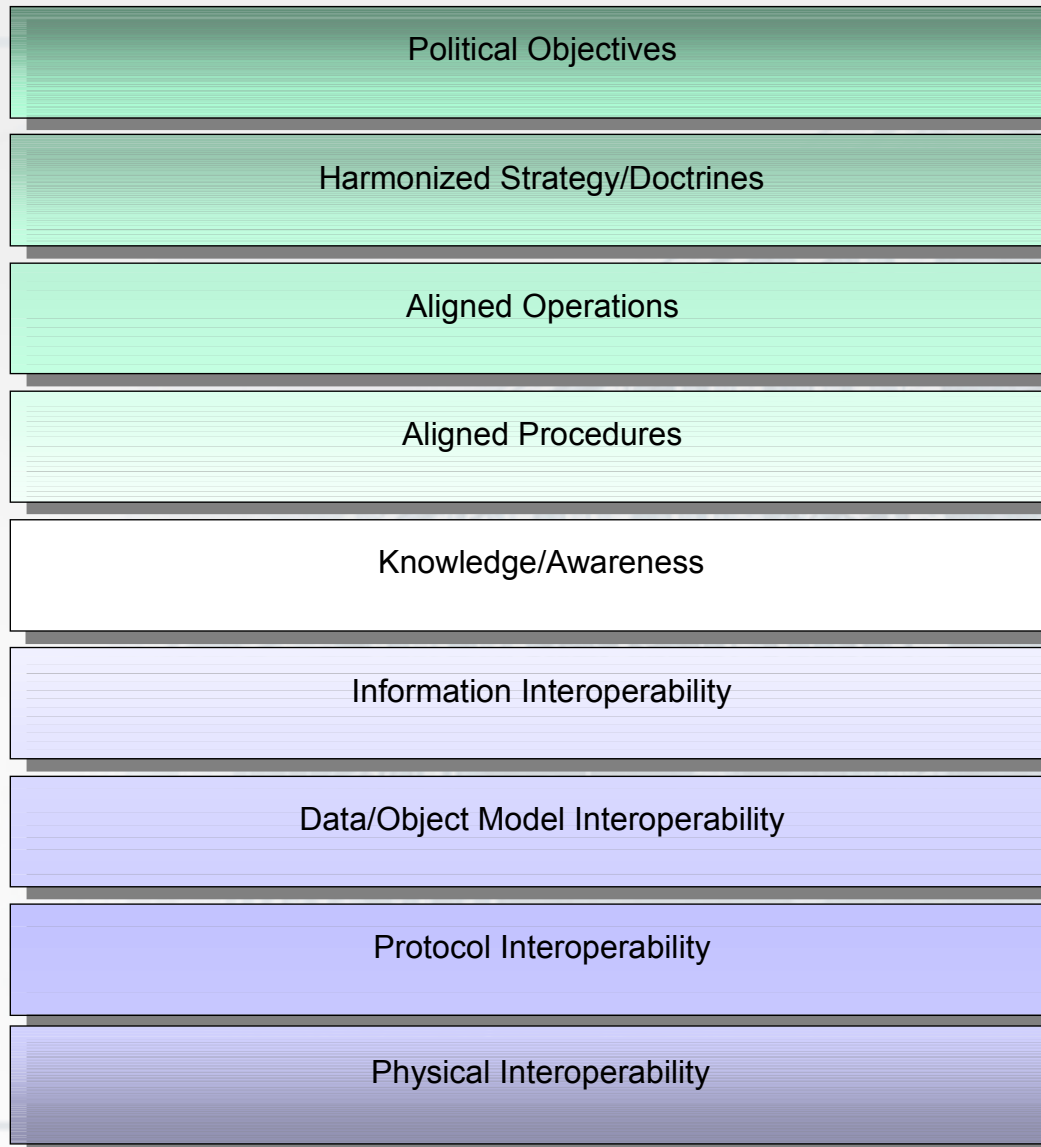 Political Objectives
Harmonized Strategy/Doctrines
Aligned Operations
Aligned Procedures
Knowledge/Awareness
Information Interoperability
Data/Object Model Interoperability
Protocol Interoperability
Physical Interoperability